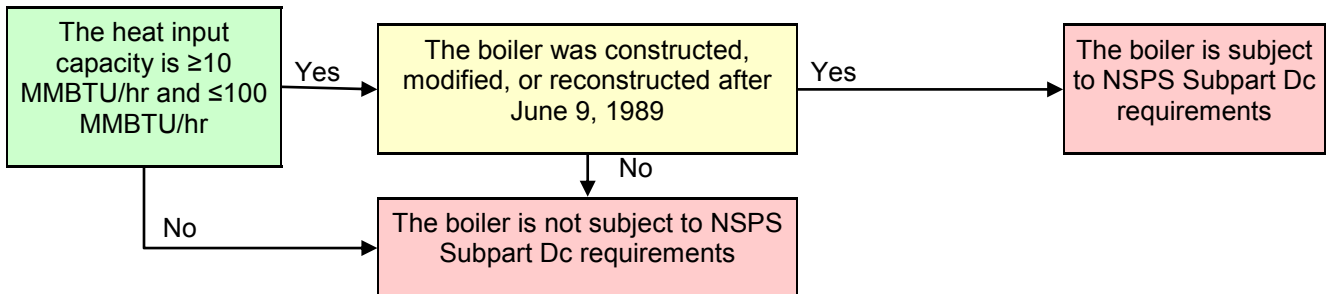 The heat input
capacity is ≥10
MMBTU/hr and ≤100
MMBTU/hr
Yes
The boiler was constructed,
modified, or reconstructed after
June 9, 1989
Yes
The boiler is subject
to NSPS Subpart Dc
requirements
No
No
The boiler is not subject to NSPS
Subpart Dc requirements